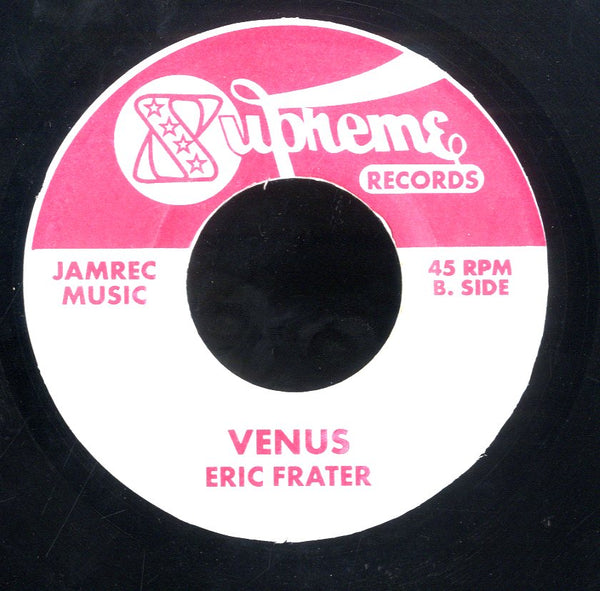 Supreme
RECORDS
JAMREC
MUSIC
45 RPM
B. SIDE
VENUS
ERIC FRATER